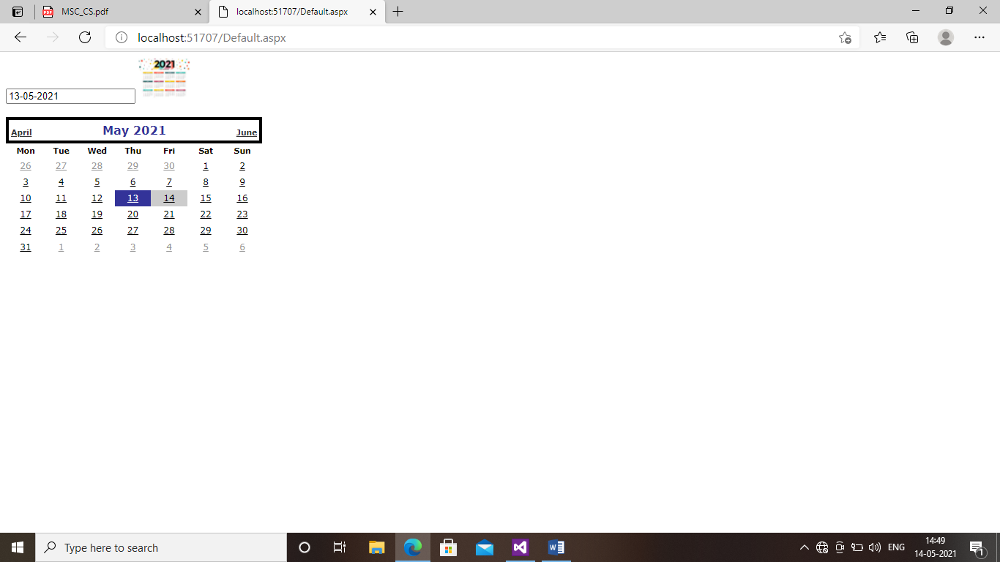 MSC_CS.pdf
localhost:51707/Default.aspx
localhost:51707/Default.aspx
2021
13-05-2021
April May 2021 June
Mon Tue Wed Thu Fri Sat Sun
26 27 28 29 30 1 2
3 4 5 6 7 8 9
10 11 12 13 14 15 16
17 18 19 20 21 22 23
24 25 26 27 28 29 30
31 1 2 3 4 5 6
Type here to search
ENG
14:49
14-05-2021
1